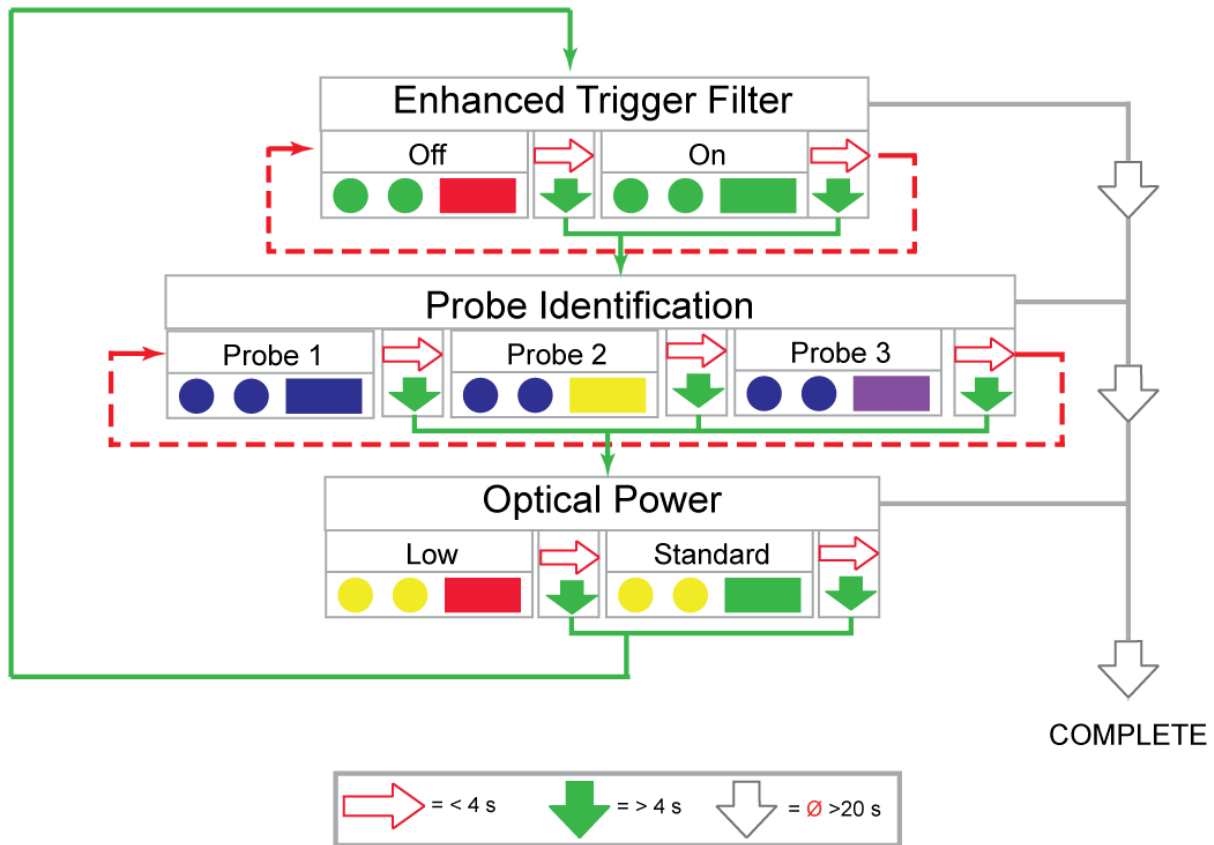 Enhanced Trigger Filter
Off
On
Probe Identification
Probe 1
Probe 2
Probe 3
Optical Power
Low
Standard
COMPLETE
= < 4 s
= > 4 s
= Ø >20 s